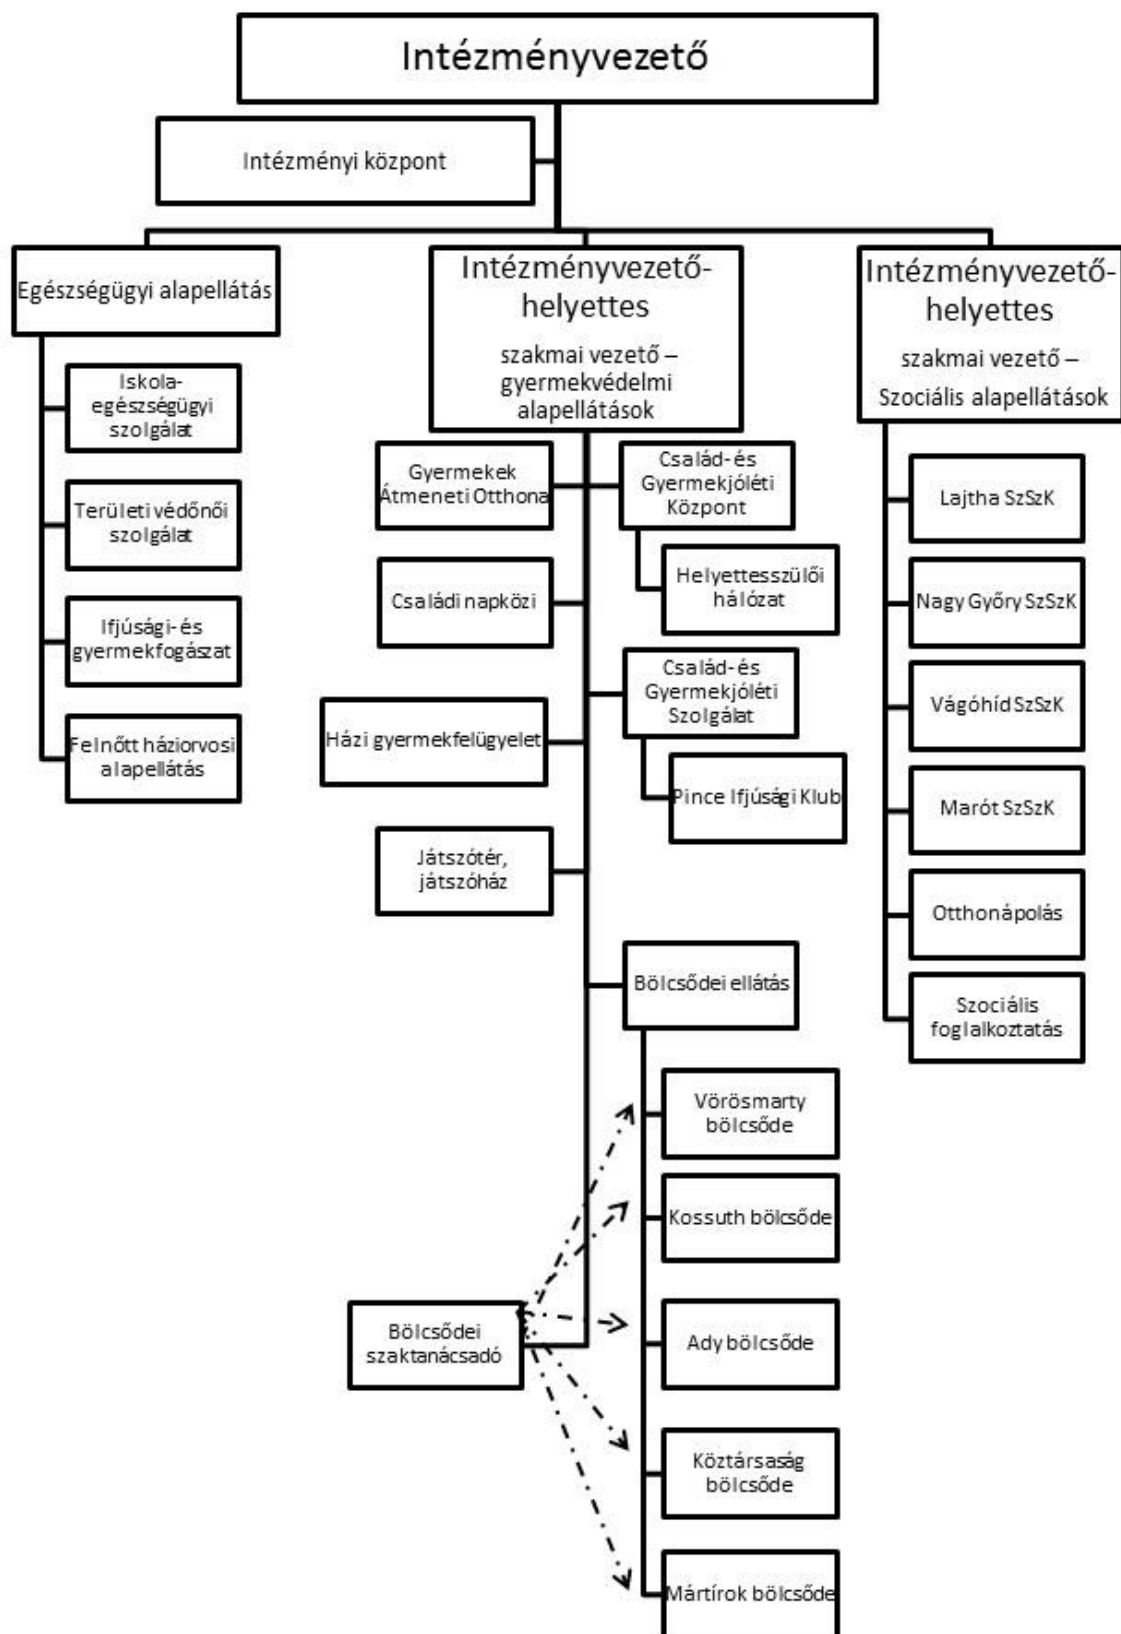 Intézményvezető
Intézményi központ
Egészségügyi alapellátás
Iskola-
egészségügyi
szolgálat
Területi védőnői
szolgálat
Ifjúsági- és
gyermekfogászat
Felnőtt háziorvosi
alapellátás
Intézményvezető-
helyettes
szakmai vezető –
gyermekvédelmi
alapellátások
Gyermekek
Átmeneti Otthona
Család- és
Gyermekjóléti
Központ
Helyettesszülői
hálózat
Családi napközi
Család- és
Gyermekjóléti
Szolgálat
Pince Ifjúsági Klub
Házi gyermekfelügyelet
Játszótér,
játszóház
Bölcsődei ellátás
Vörösmarty
bölcsőde
Kossuth bölcsőde
Ady bölcsőde
Köztársaság
bölcsőde
Mártírok bölcsőde
Bölcsődei
szaktanácsadó
Intézményvezető-
helyettes
szakmai vezető –
Szociális alapellátások
Lajtha SzSzK
Nagy Győry SzSzK
Vágóhíd SzSzK
Marót SzSzK
Otthonápolás
Szociális
foglalkoztatás